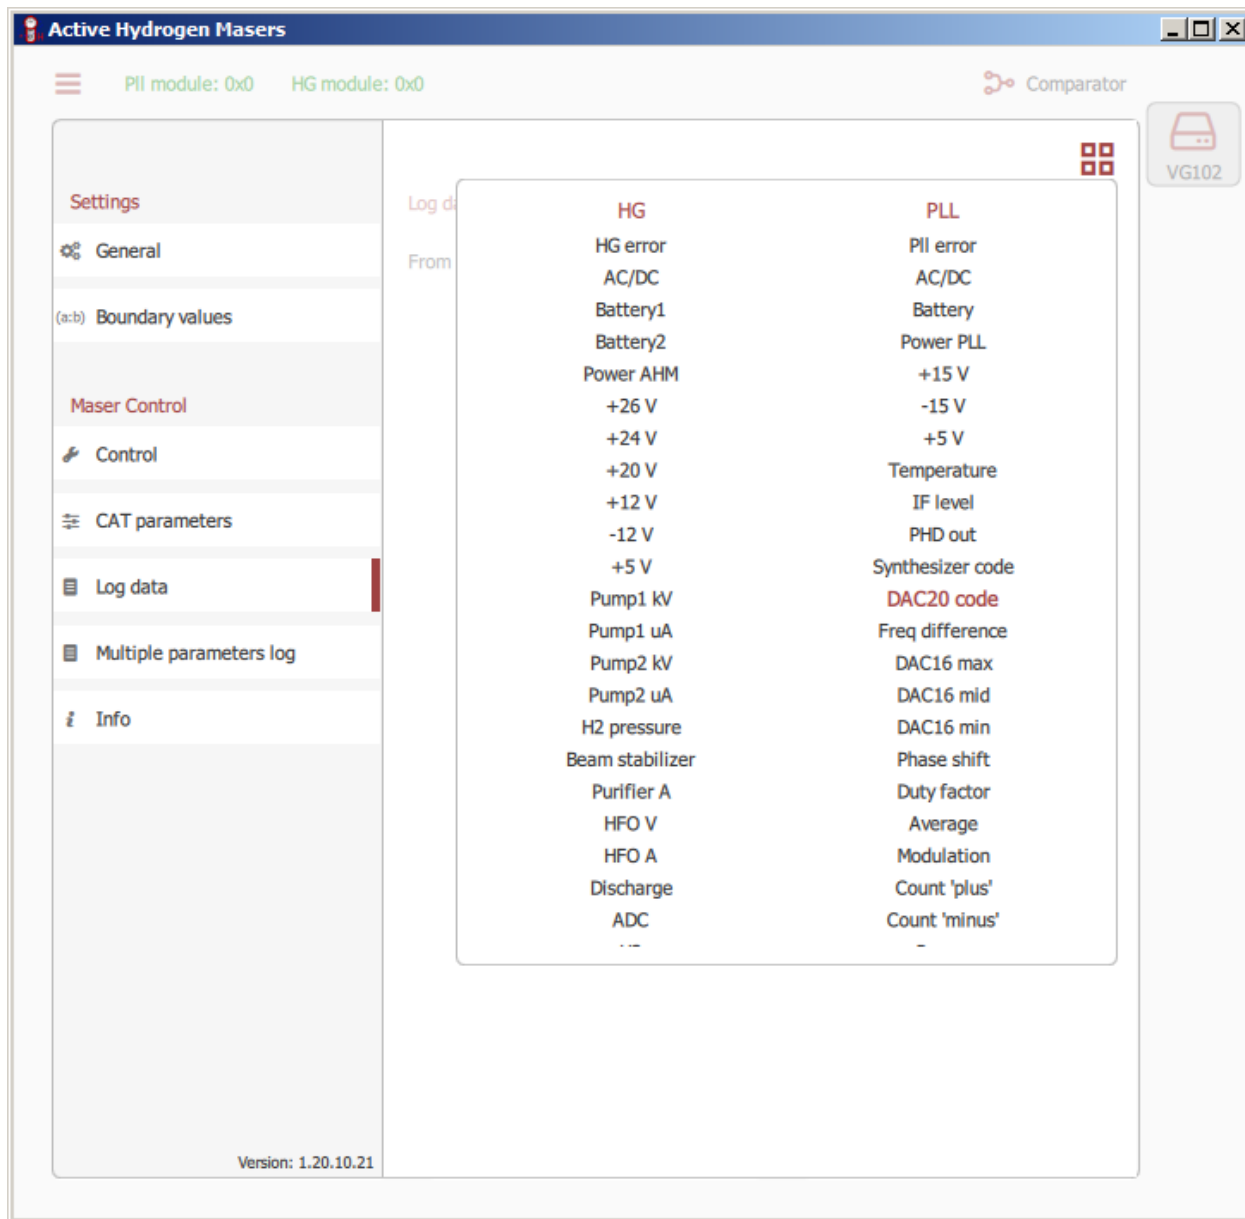 Active Hydrogen Masers
Pll module: 0x0 HG module: 0x0 Comparator
VG102
Settings
General
(a:b) Boundary values
Maser Control
Control
CAT parameters
Log data
Multiple parameters log
Info
Version: 1.20.10.21
Log
From
HG PLL
HG error Pll error
AC/DC AC/DC
Battery1 Battery
Battery2 Power PLL
Power AHM +15 V
+26 V -15 V
+24 V +5 V
+20 V Temperature
+12 V IF level
-12 V PHD out
+5 V Synthesizer code
Pump1 kV DAC20 code
Pump1 uA Freq difference
Pump2 kV DAC16 max
Pump2 uA DAC16 mid
H2 pressure DAC16 min
Beam stabilizer Phase shift
Purifier A Duty factor
HFO V Average
HFO A Modulation
Discharge Count 'plus'
ADC Count 'minus'